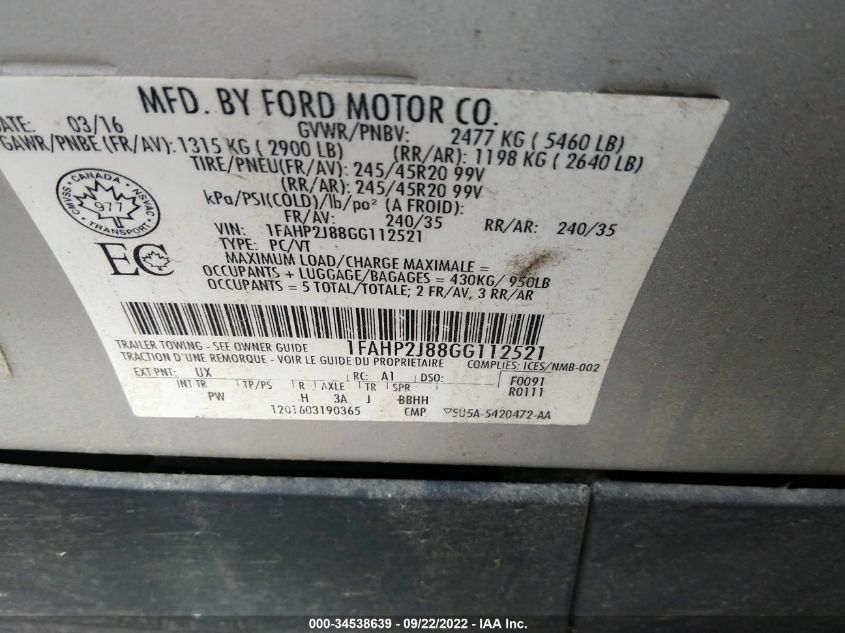 MFD. BY FORD MOTOR CO.
DATE: 03/16 GVWR/PNBV: 2477 KG ( 5460 LB)
GAWR/PNBE (FR/AV): 1315 KG ( 2900 LB) (RR/AR): 1198 KG ( 2640 LB)
TIRE/PNEU(FR/AV): 245/45R20 99V
(RR/AR): 245/45R20 99V
kPa/PSI(COLD)/lb/po² (A FROID):
FR/AV: 240/35 RR/AR: 240/35
VIN: 1FAHP2J88GG112521
TYPE: PC/VT
MAXIMUM LOAD/CHARGE MAXIMALE =
OCCUPANTS + LUGGAGE/BAGAGES = 430KG/ 950LB
OCCUPANTS = 5 TOTAL/TOTALE; 2 FR/AV, 3 RR/AR
CANADA
CMVSS NSVAC
977
TRANSPORT
EC
1FAHP2J88GG112521
TRAILER TOWING - SEE OWNER GUIDE
TRACTION D'UNE REMORQUE - VOIR LE GUIDE DU PROPRIETAIRE COMPLIES: ICES/NMB-002
EXT PNT: UX RC: A1 DSO: F0091
INT TR TP/PS R AXLE TR SPR R0111
PW H 3A J BBHH
1201603190365 CMP ▽5U5A-5420472-AA
000-34538639 - 09/22/2022 - IAA Inc.